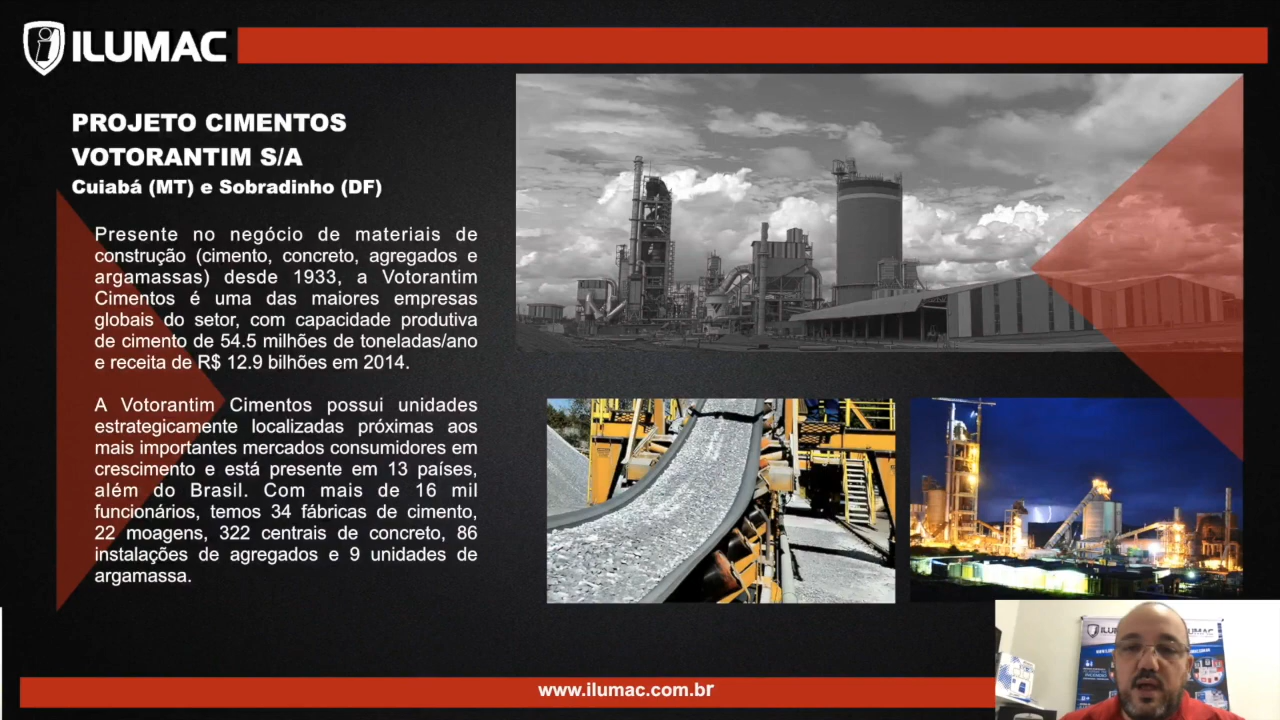 ILUMAC
PROJETO CIMENTOS
VOTORANTIM S/A
Cuiabá (MT) e Sobradinho (DF)
Presente no negócio de materiais de
construção (cimento, concreto, agregados e
argamassas) desde 1933, a Votorantim
Cimentos é uma das maiores empresas
globais do setor, com capacidade produtiva
de cimento de 54.5 milhões de toneladas/ano
e receita de R$ 12.9 bilhões em 2014.
A Votorantim Cimentos possui unidades
estrategicamente localizadas próximas aos
mais importantes mercados consumidores em
crescimento e está presente em 13 países,
além do Brasil. Com mais de 16 mil
funcionários, temos 34 fábricas de cimento,
22 moagens, 322 centrais de concreto, 86
instalações de agregados e 9 unidades de
argamassa.
www.ilumac.com.br